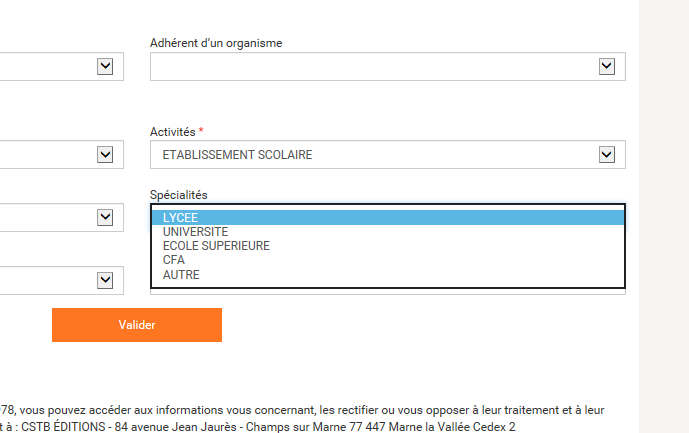 Adhérent d'un organisme
Activités *
ETABLISSEMENT SCOLAIRE
Spécialités
LYCEE
UNIVERSITE
ECOLE SUPERIEURE
CFA
AUTRE
Valider
978, vous pouvez accéder aux informations vous concernant, les rectifier ou vous opposer à leur traitement et à leur
t à : CSTB ÉDITIONS - 84 avenue Jean Jaurès - Champs sur Marne 77 447 Marne la Vallée Cedex 2